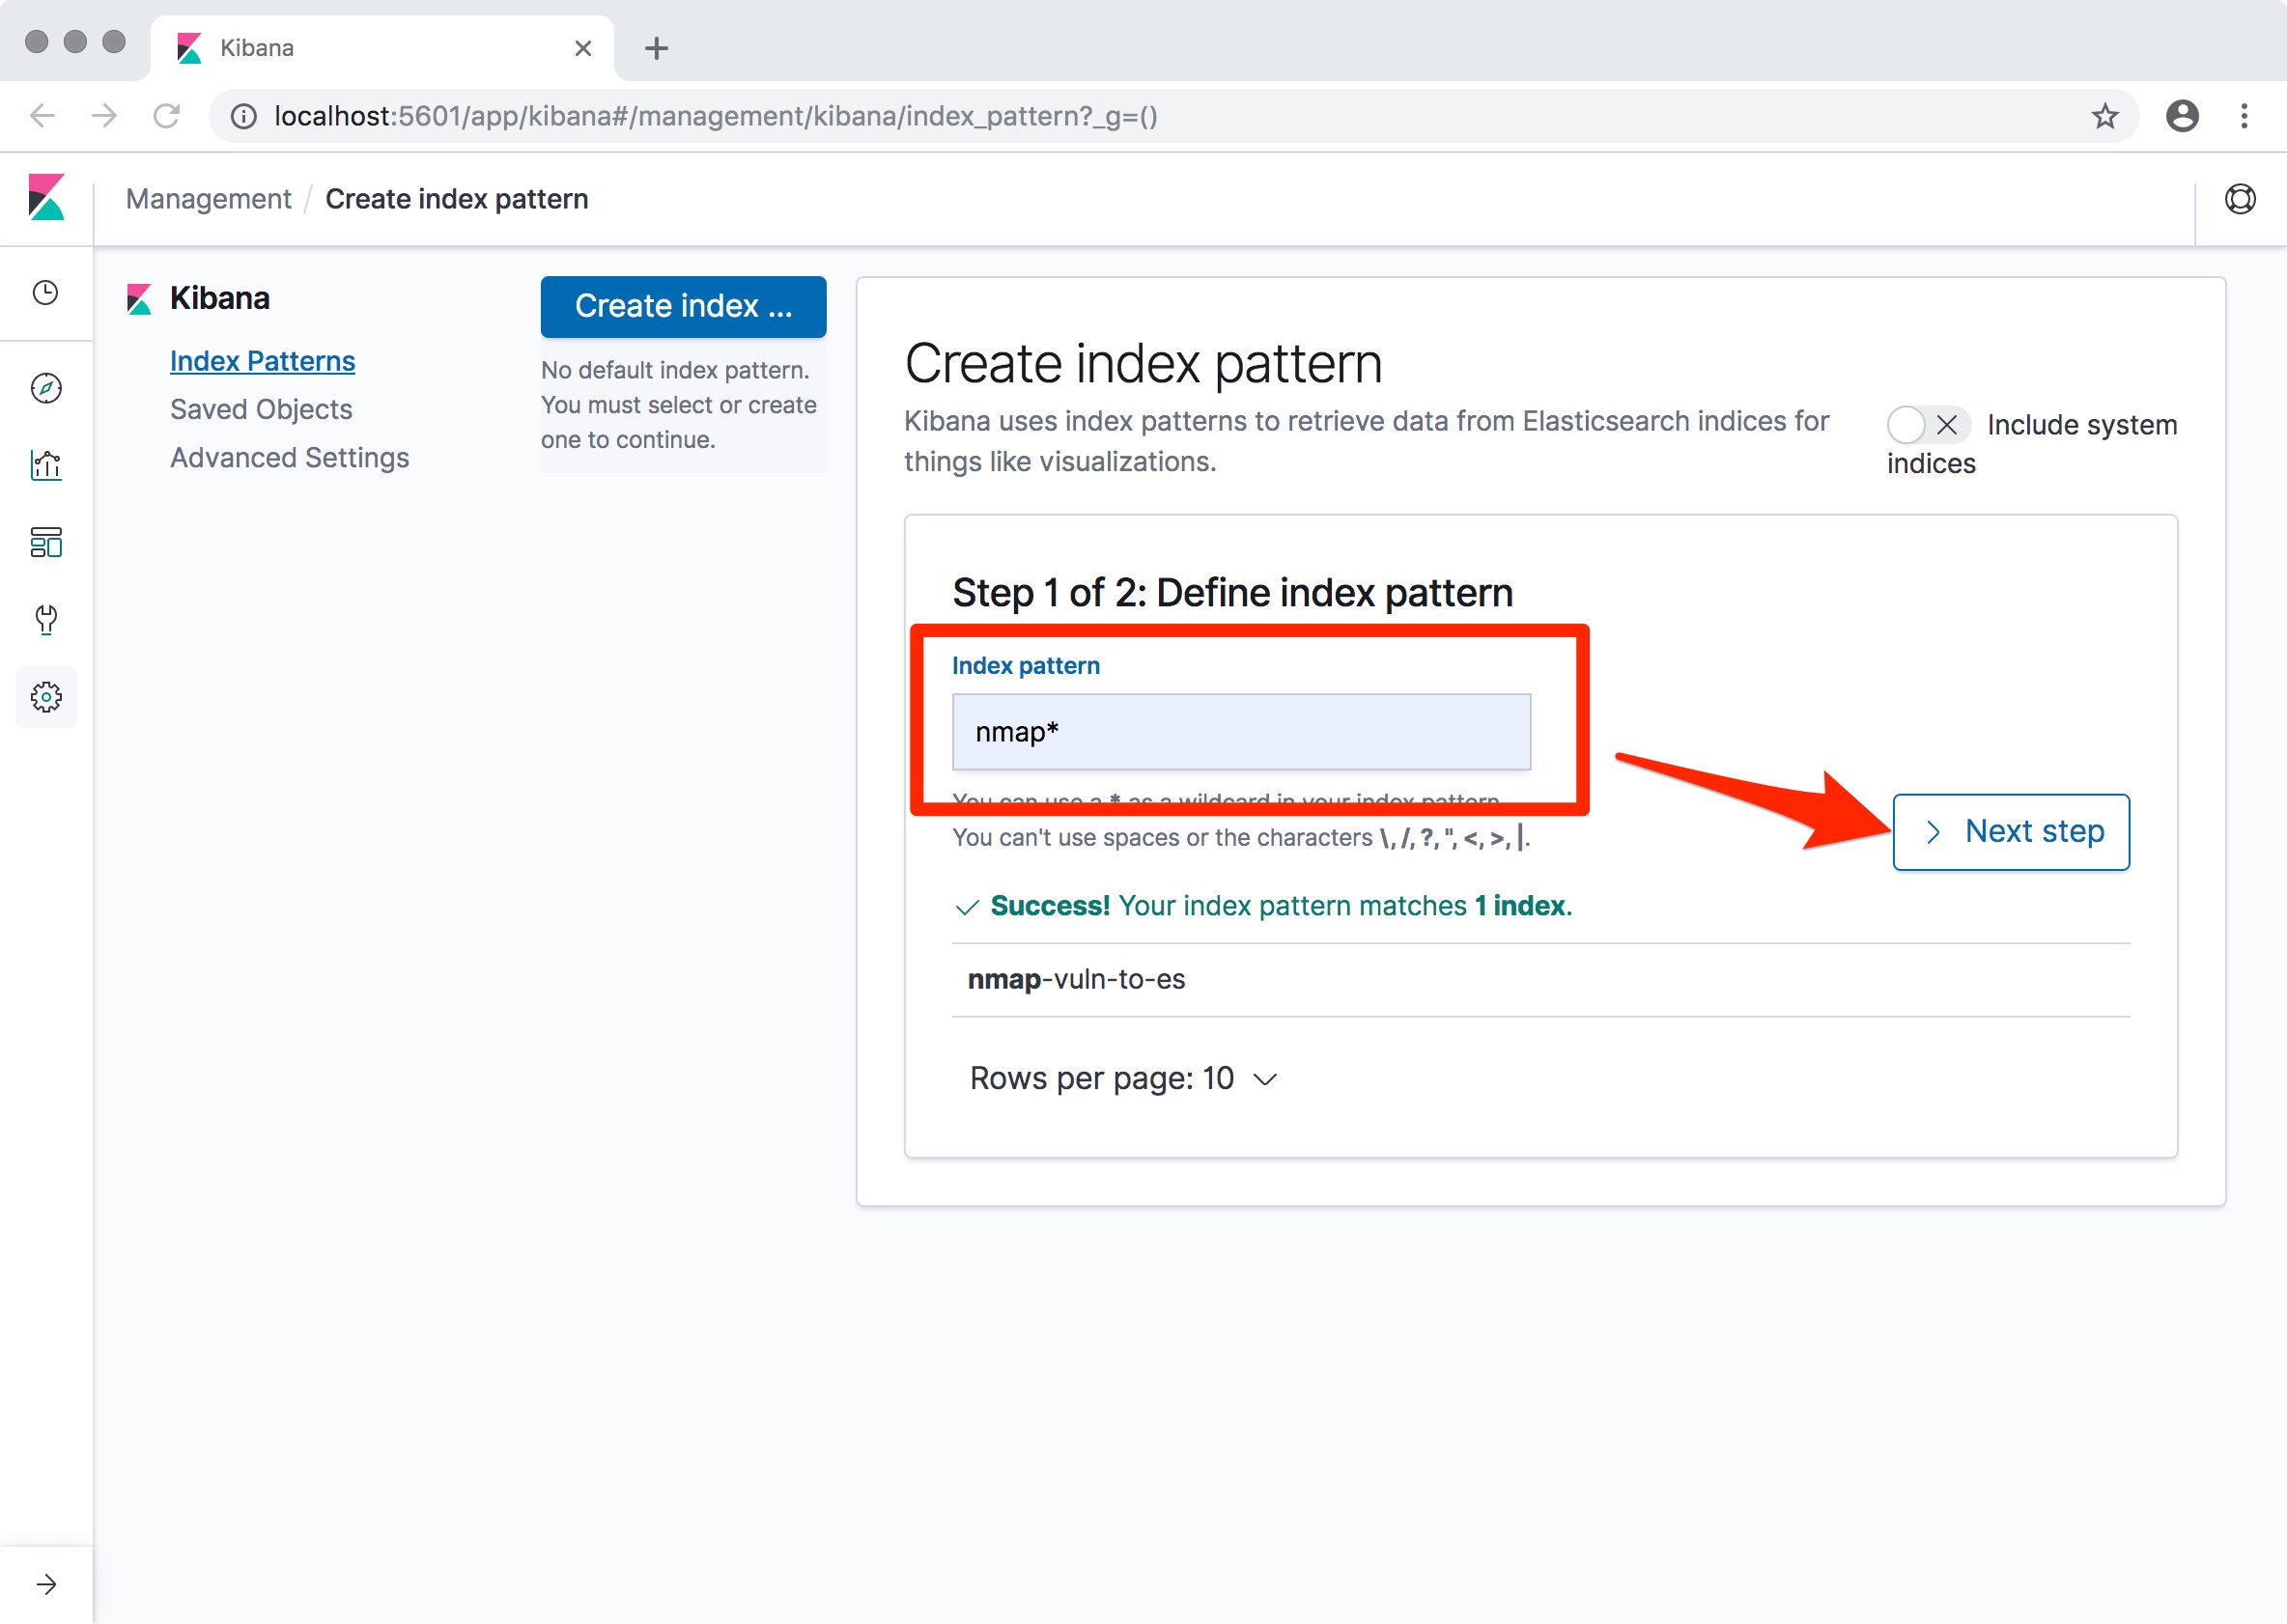 Kibana
localhost:5601/app/kibana#/management/kibana/index_pattern?_g=()
Management / Create index pattern
Kibana
Index Patterns
Saved Objects
Advanced Settings
Create index ...
No default index pattern.
You must select or create
one to continue.
Create index pattern
Kibana uses index patterns to retrieve data from Elasticsearch indices for
things like visualizations.
Include system
indices
Step 1 of 2: Define index pattern
Index pattern
nmap*
You can use a * as a wildcard in your index pattern.
You can't use spaces or the characters \, /, ?, ", <, >, |.
Next step
Success! Your index pattern matches 1 index.
nmap-vuln-to-es
Rows per page: 10